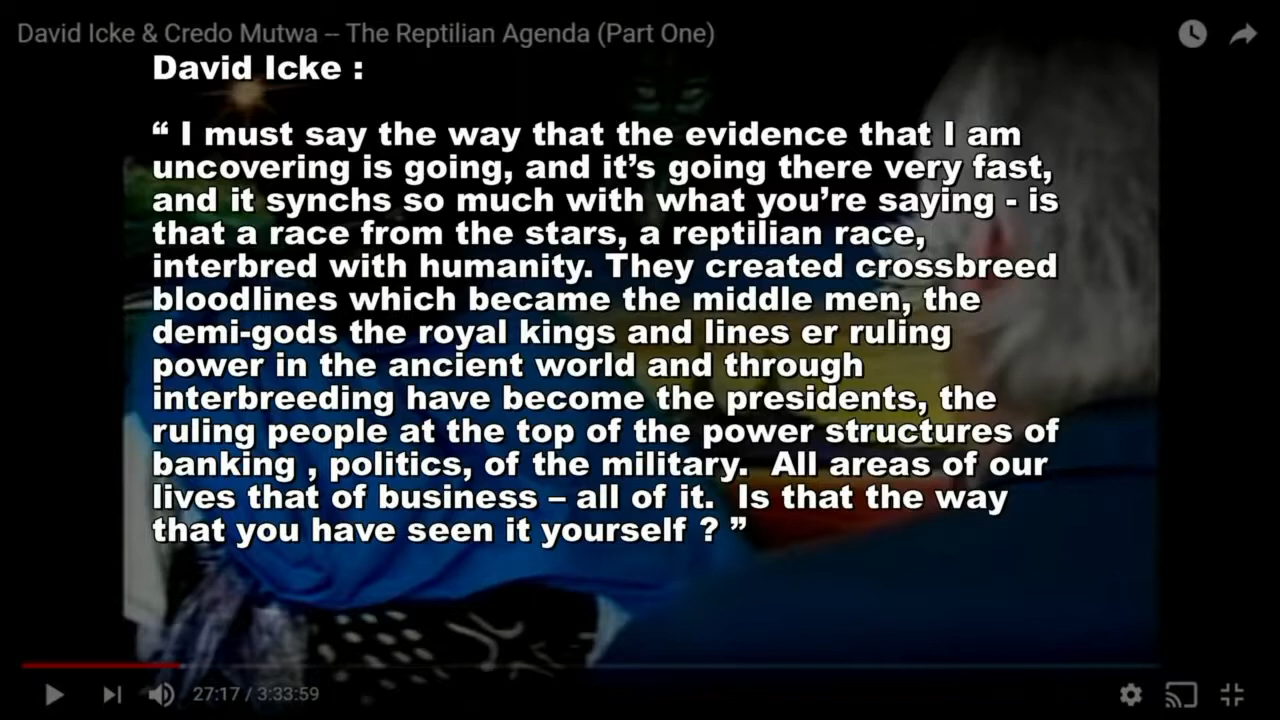 David Icke & Credo Mutwa -- The Reptilian Agenda (Part One)
David Icke :
“ I must say the way that the evidence that I am
uncovering is going, and it’s going there very fast,
and it synchs so much with what you’re saying - is
that a race from the stars, a reptilian race,
interbred with humanity. They created crossbreed
bloodlines which became the middle men, the
demi-gods the royal kings and lines er ruling
power in the ancient world and through
interbreeding have become the presidents, the
ruling people at the top of the power structures of
banking , politics, of the military.  All areas of our
lives that of business – all of it.  Is that the way
that you have seen it yourself ? ”
27:17 / 3:33:59